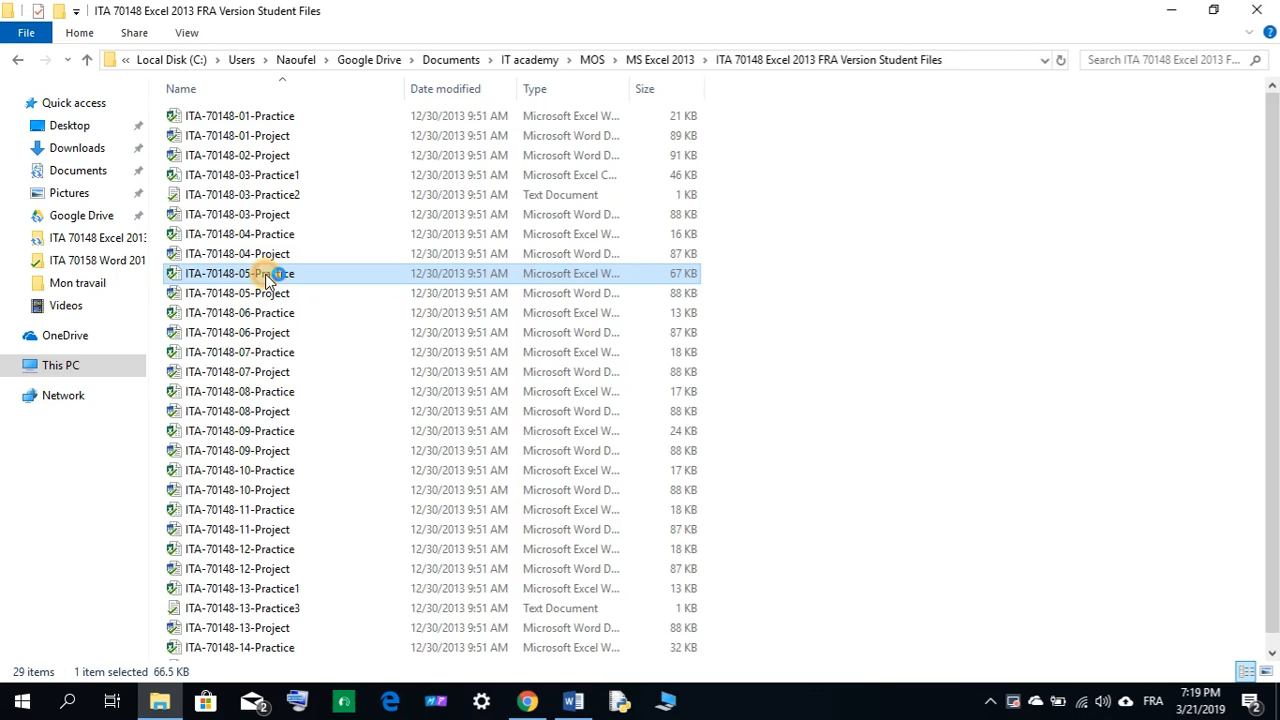 ITA 70148 Excel 2013 FRA Version Student Files
File Home Share View
« Local Disk (C:) › Users › Naoufel › Google Drive › Documents › IT academy › MOS › MS Excel 2013 › ITA 70148 Excel 2013 FRA Version Student Files
Search ITA 70148 Excel 2013 F...
Name Date modified Type Size
Quick access
Desktop
Downloads
Documents
Pictures
Google Drive
ITA 70148 Excel 2013
ITA 70158 Word 201
Mon travail
Videos
OneDrive
This PC
Network
ITA-70148-01-Practice 12/30/2013 9:51 AM Microsoft Excel W... 21 KB
ITA-70148-01-Project 12/30/2013 9:51 AM Microsoft Word D... 89 KB
ITA-70148-02-Project 12/30/2013 9:51 AM Microsoft Word D... 91 KB
ITA-70148-03-Practice1 12/30/2013 9:51 AM Microsoft Excel C... 46 KB
ITA-70148-03-Practice2 12/30/2013 9:51 AM Text Document 1 KB
ITA-70148-03-Project 12/30/2013 9:51 AM Microsoft Word D... 88 KB
ITA-70148-04-Practice 12/30/2013 9:51 AM Microsoft Excel W... 16 KB
ITA-70148-04-Project 12/30/2013 9:51 AM Microsoft Word D... 87 KB
ITA-70148-05-Practice 12/30/2013 9:51 AM Microsoft Excel W... 67 KB
ITA-70148-05-Project 12/30/2013 9:51 AM Microsoft Word D... 88 KB
ITA-70148-06-Practice 12/30/2013 9:51 AM Microsoft Excel W... 13 KB
ITA-70148-06-Project 12/30/2013 9:51 AM Microsoft Word D... 87 KB
ITA-70148-07-Practice 12/30/2013 9:51 AM Microsoft Excel W... 18 KB
ITA-70148-07-Project 12/30/2013 9:51 AM Microsoft Word D... 88 KB
ITA-70148-08-Practice 12/30/2013 9:51 AM Microsoft Excel W... 17 KB
ITA-70148-08-Project 12/30/2013 9:51 AM Microsoft Word D... 88 KB
ITA-70148-09-Practice 12/30/2013 9:51 AM Microsoft Excel W... 24 KB
ITA-70148-09-Project 12/30/2013 9:51 AM Microsoft Word D... 88 KB
ITA-70148-10-Practice 12/30/2013 9:51 AM Microsoft Excel W... 17 KB
ITA-70148-10-Project 12/30/2013 9:51 AM Microsoft Word D... 88 KB
ITA-70148-11-Practice 12/30/2013 9:51 AM Microsoft Excel W... 18 KB
ITA-70148-11-Project 12/30/2013 9:51 AM Microsoft Word D... 87 KB
ITA-70148-12-Practice 12/30/2013 9:51 AM Microsoft Excel W... 18 KB
ITA-70148-12-Project 12/30/2013 9:51 AM Microsoft Word D... 87 KB
ITA-70148-13-Practice1 12/30/2013 9:51 AM Microsoft Excel W... 13 KB
ITA-70148-13-Practice3 12/30/2013 9:51 AM Text Document 1 KB
ITA-70148-13-Project 12/30/2013 9:51 AM Microsoft Word D... 88 KB
ITA-70148-14-Practice 12/30/2013 9:51 AM Microsoft Excel W... 32 KB
29 items 1 item selected 66.5 KB
2 FRA 7:19 PM 2
3/21/2019